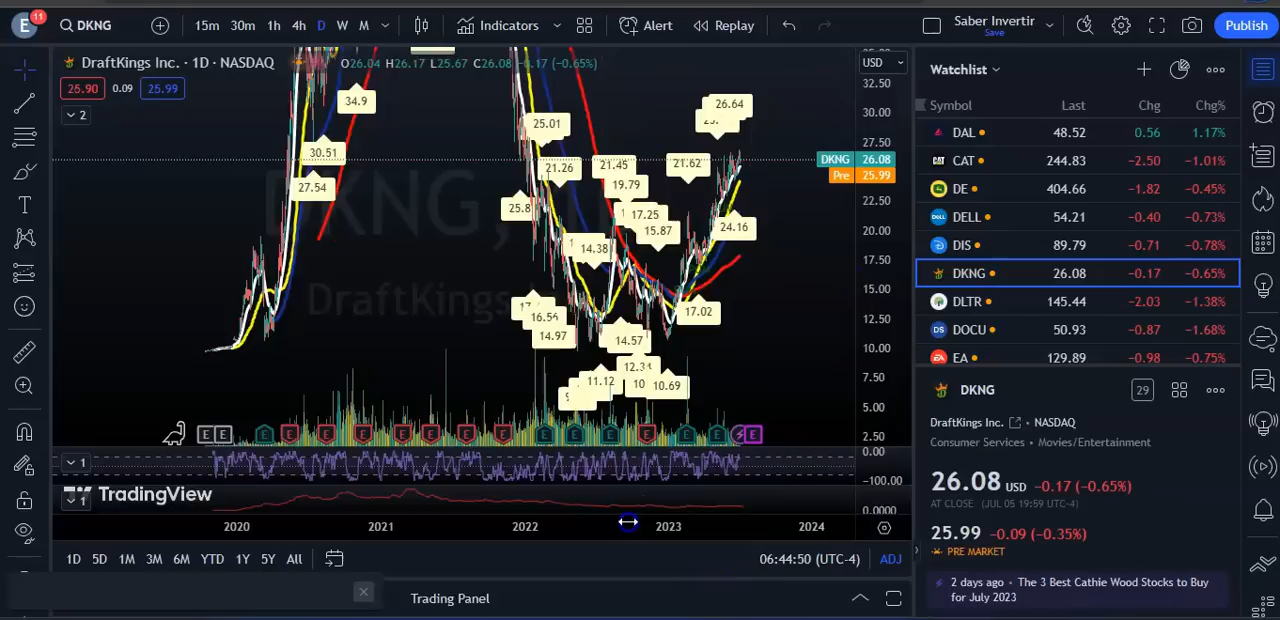 E 11 DKNG 15m 30m 1h 4h D W M Indicators Alert Replay Saber Invertir Save Publish
DraftKings Inc. · 1D · NASDAQ O26.04 H26.17 L25.67 C26.08 −0.17 (−0.65%)
25.90 0.09 25.99
2
USD
32.50
30.00
27.50
22.50
20.00
17.50
15.00
12.50
10.00
7.50
5.00
2.50
0.00
−100.00
0.0000
DKNG 26.08
Pre 25.99
34.9
30.51
27.54
25.01
21.26
25.8
21.45
19.79
17.25
15.87
14.38
16.56
14.97
14.57
12.34
11.12
10
10.69
21.62
26.64
24.16
17.02
DKNG,
DraftKings
E E E E E E E E E E E E E E E E
1
1
TradingView
2020 2021 2022 2023 2024
1D 5D 1M 3M 6M YTD 1Y 5Y All 06:44:50 (UTC-4) ADJ
Trading Panel
Watchlist
Symbol Last Chg Chg%
DAL 48.52 0.56 1.17%
CAT 244.83 −2.50 −1.01%
DE 404.66 −1.82 −0.45%
DELL 54.21 −0.40 −0.73%
DIS 89.79 −0.71 −0.78%
DKNG 26.08 −0.17 −0.65%
DLTR 145.44 −2.03 −1.38%
DOCU 50.93 −0.87 −1.68%
EA 129.89 −0.98 −0.75%
DKNG 29
DraftKings Inc. · NASDAQ
Consumer Services · Movies/Entertainment
26.08 USD −0.17 (−0.65%)
AT CLOSE (JUL 05 19:59 UTC-4)
25.99 −0.09 (−0.35%)
PRE MARKET
2 days ago · The 3 Best Cathie Wood Stocks to Buy
for July 2023